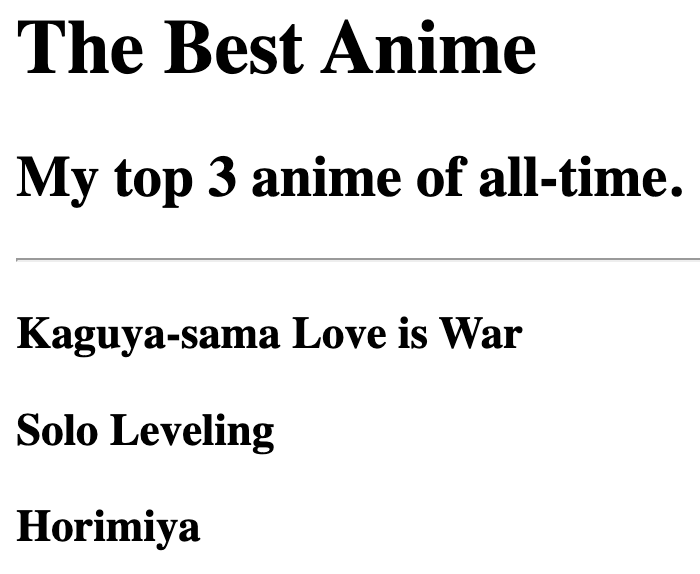 The Best Anime
My top 3 anime of all-time.
Kaguya-sama Love is War
Solo Leveling
Horimiya